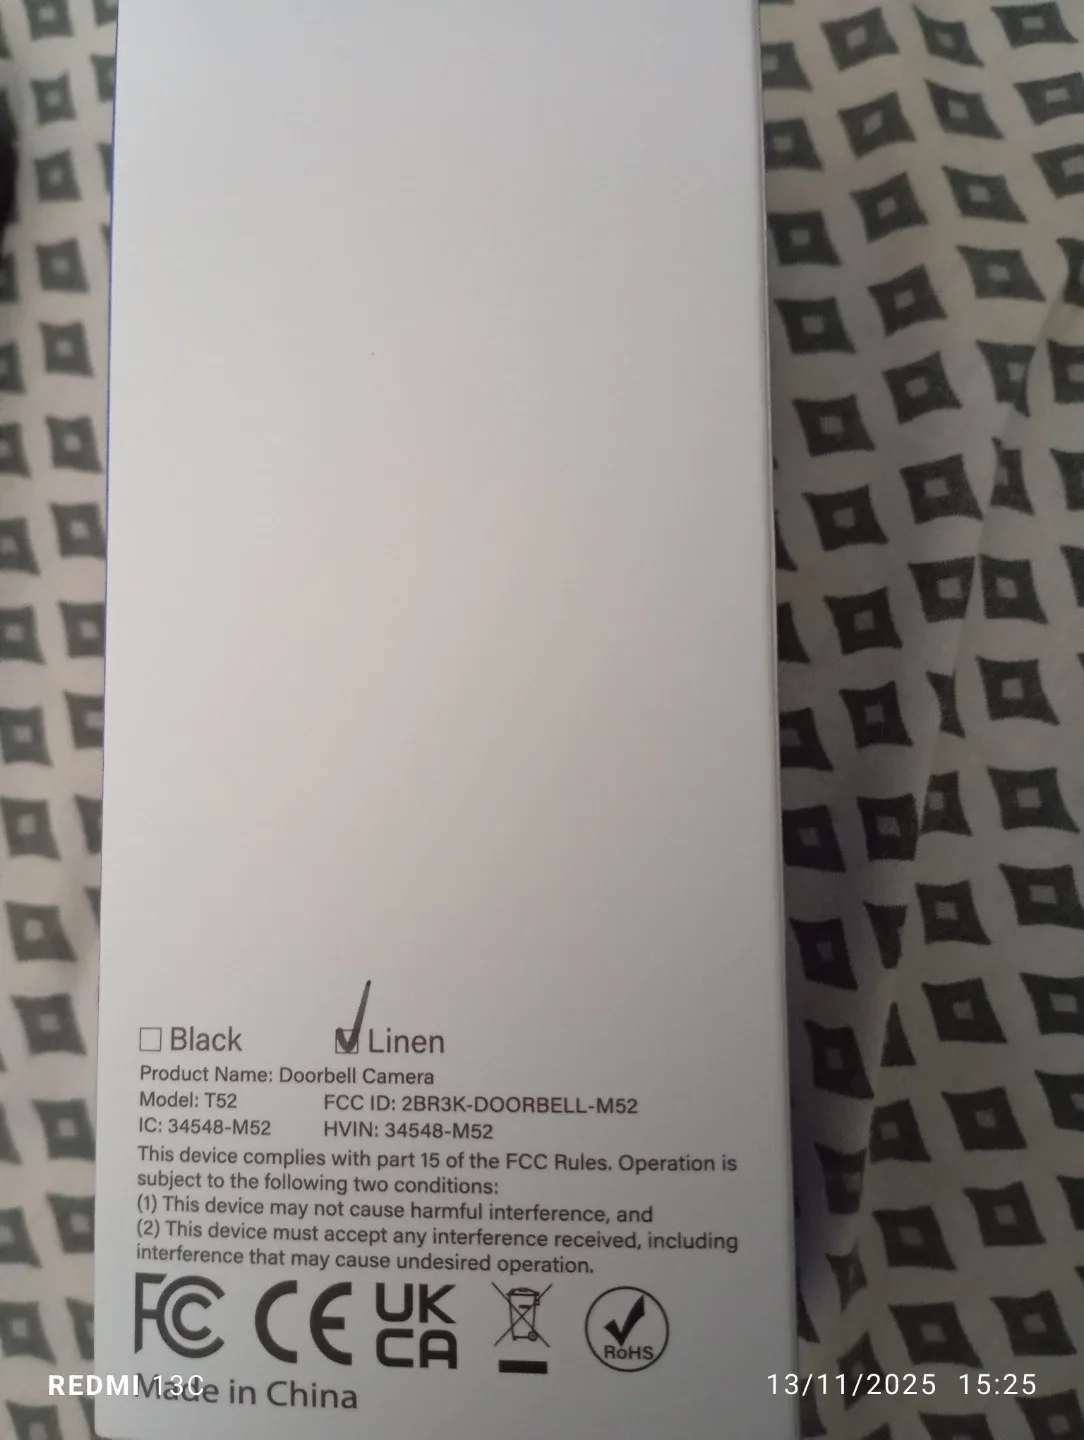 Black Linen
Product Name: Doorbell Camera
Model: T52 FCC ID: 2BR3K-DOORBELL-M52
IC: 34548-M52 HVIN: 34548-M52
This device complies with part 15 of the FCC Rules. Operation is
subject to the following two conditions:
(1) This device may not cause harmful interference, and
(2) This device must accept any interference received, including
interference that may cause undesired operation.
FC CE UK CA RoHS
Made in China
REDMI 13C 13/11/2025 15:25